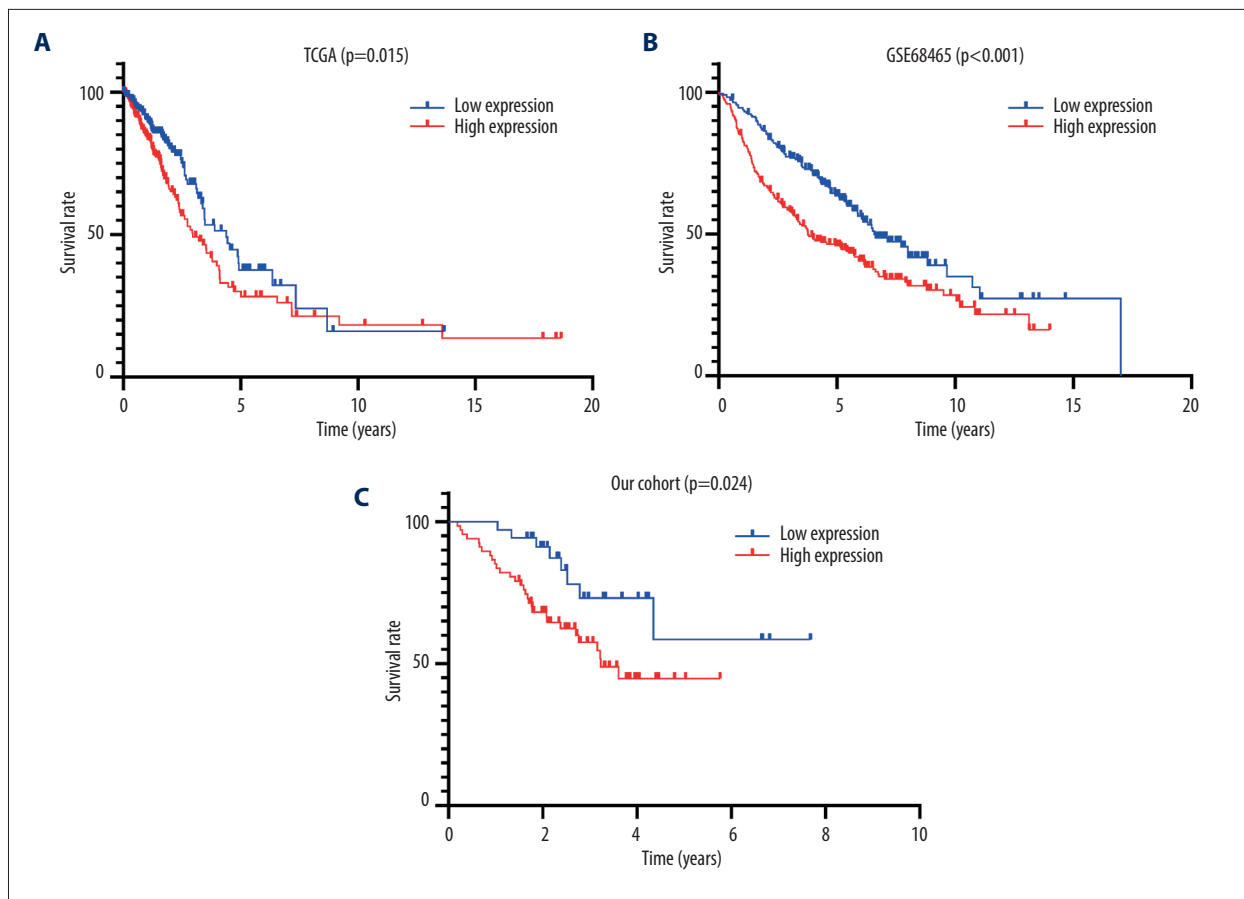 A
TCGA (p=0.015)
Low expression
High expression
Survival rate
100
50
0
0 5 10 15 20
Time (years)
B
GSE68465 (p<0.001)
Low expression
High expression
Survival rate
100
50
0
0 5 10 15 20
Time (years)
C
Our cohort (p=0.024)
Low expression
High expression
Survival rate
100
50
0
0 2 4 6 8 10
Time (years)